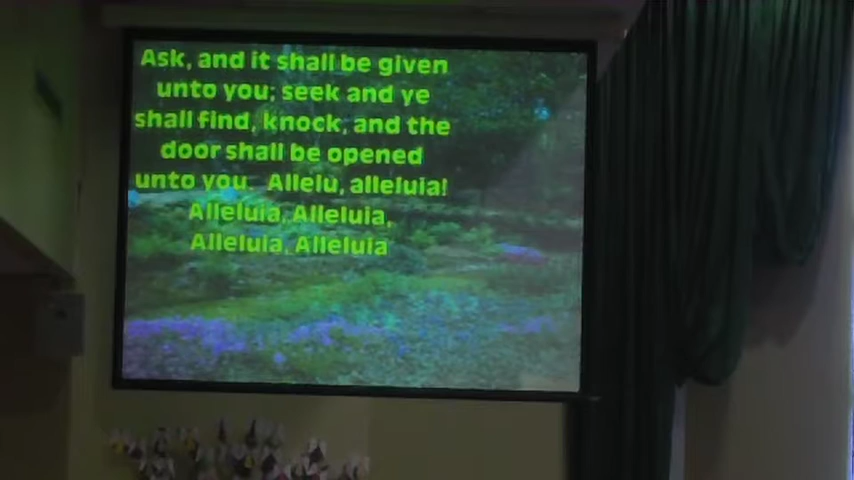 Ask, and it shall be given
unto you; seek and ye
shall find, knock, and the
door shall be opened
unto you. Allelu, alleluia!
Alleluia, Alleluia,
Alleluia, Alleluia